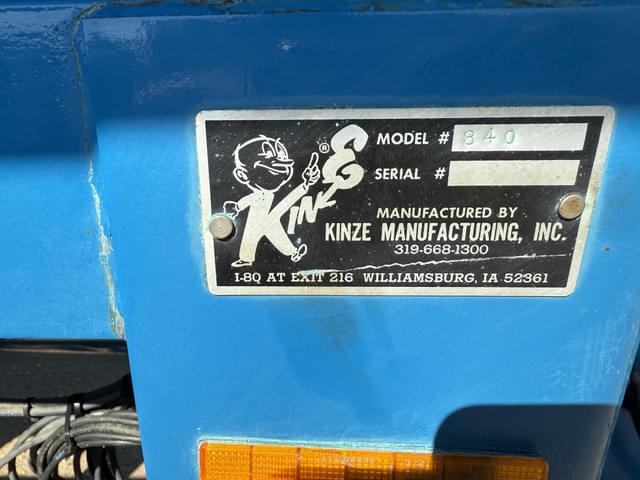 KINZE®
MODEL # 840
SERIAL #
MANUFACTURED BY
KINZE MANUFACTURING, INC.
319-668-1300
I-80 AT EXIT 216 WILLIAMSBURG, IA 52361